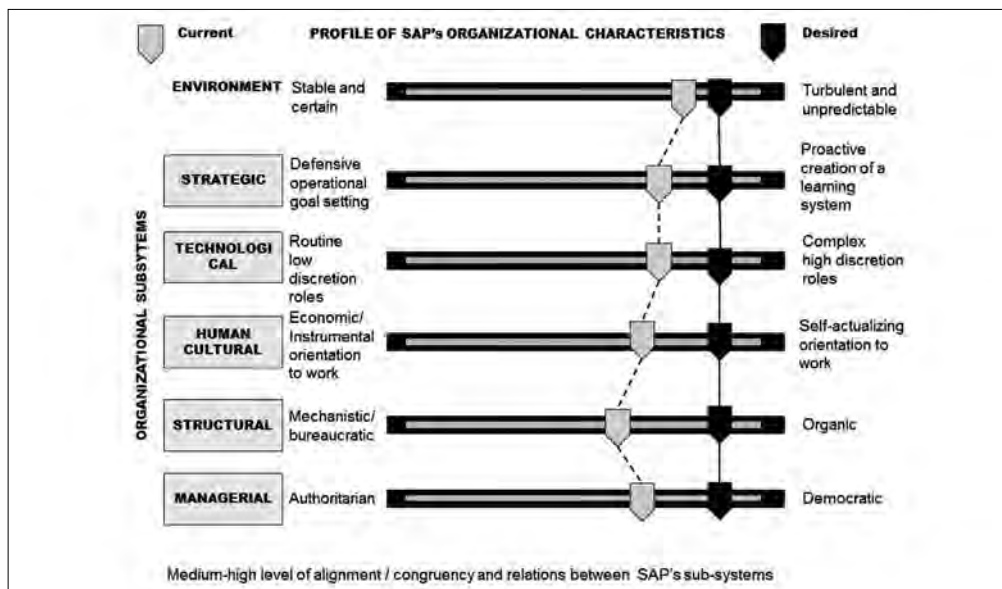 Current
PROFILE OF SAP's ORGANIZATIONAL CHARACTERISTICS
Desired
ENVIRONMENT
Stable and
certain
Turbulent and
unpredictable
ORGANIZATIONAL SUBSYTEMS
STRATEGIC
Defensive
operational
goal setting
Proactive
creation of a
learning
system
TECHNOLOGI
CAL
Routine
low
discretion
roles
Complex
high discretion
roles
HUMAN
CULTURAL
Economic/
Instrumental
orientation
to work
Self-actualizing
orientation to
work
STRUCTURAL
Mechanistic/
bureaucratic
Organic
MANAGERIAL
Authoritarian
Democratic
Medium-high level of alignment / congruency and relations between SAP's sub-systems